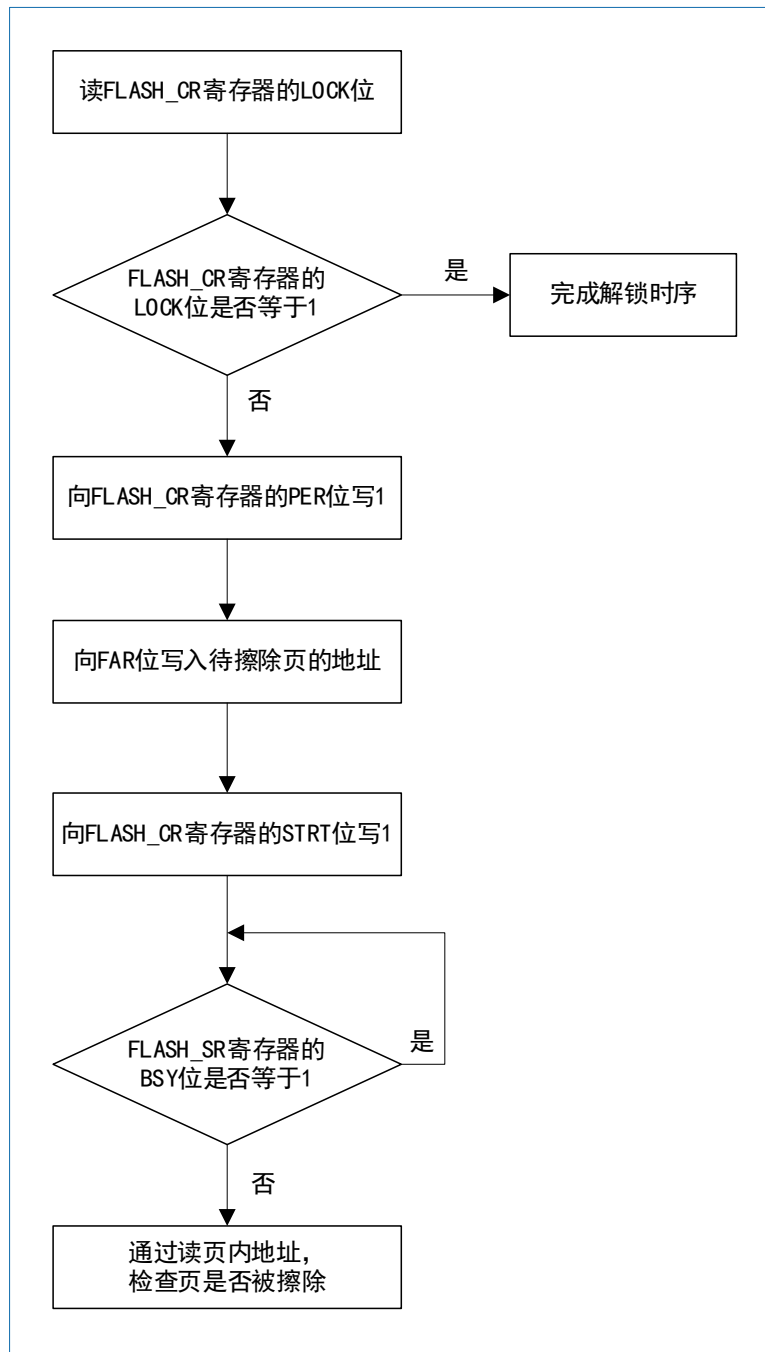 读FLASH_CR寄存器的LOCK位
FLASH_CR寄存器的
LOCK位是否等于1
是
完成解锁时序
否
向FLASH_CR寄存器的PER位写1
向FAR位写入待擦除页的地址
向FLASH_CR寄存器的STRT位写1
FLASH_SR寄存器的
BSY位是否等于1
是
否
通过读页内地址，
检查页是否被擦除